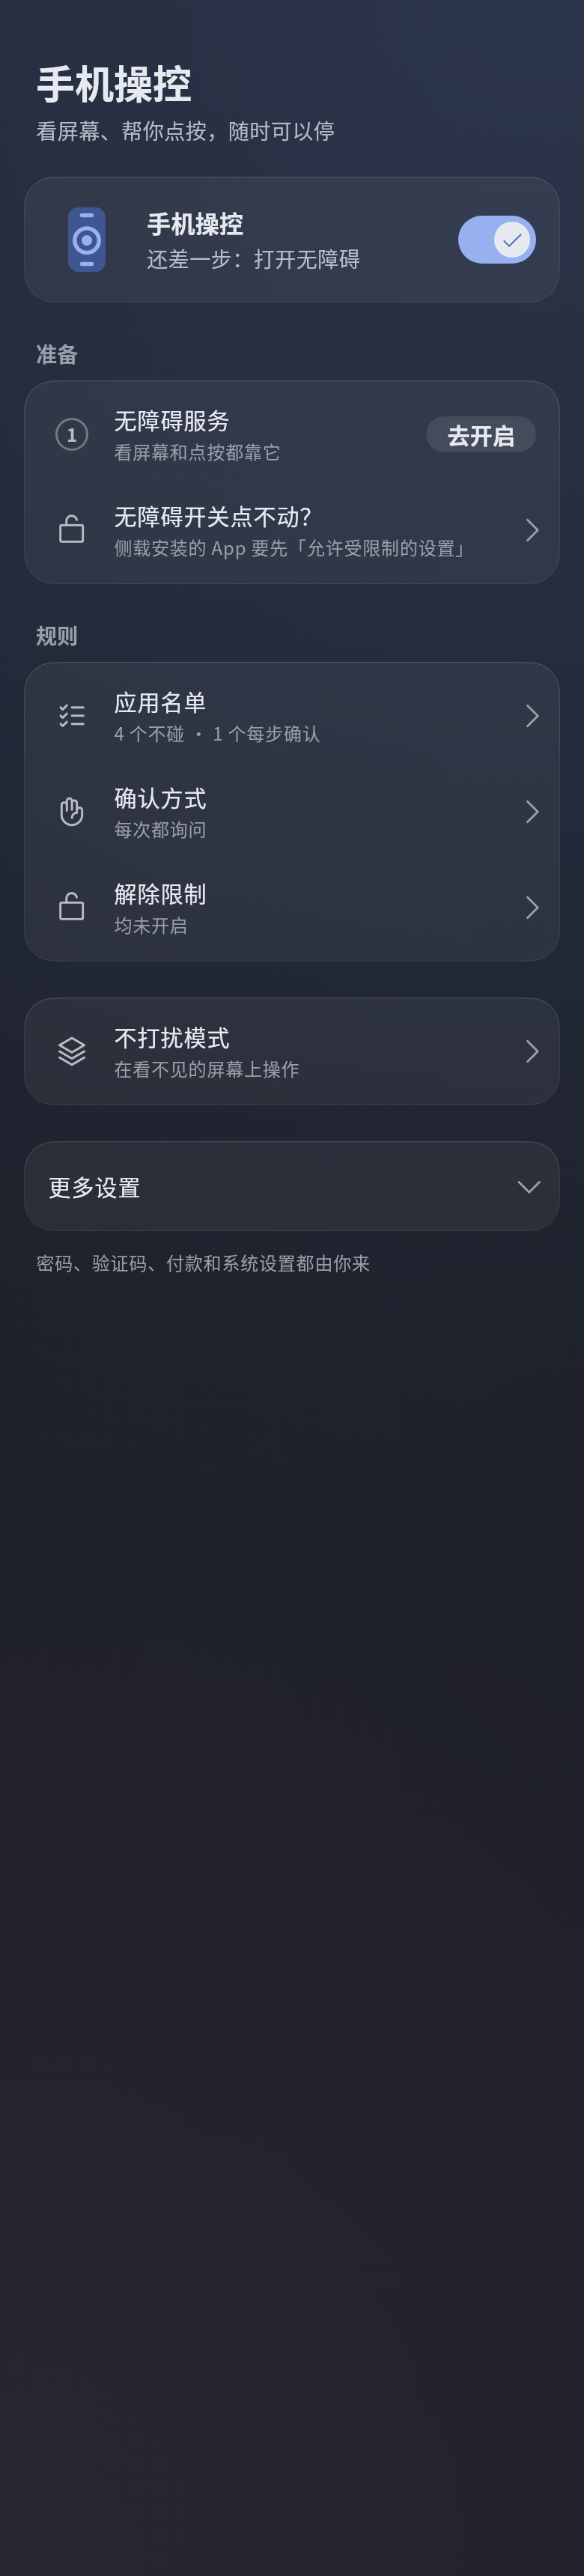 手机操控
看屏幕、帮你点按，随时可以停
手机操控
还差一步：打开无障碍
准备
1
无障碍服务
看屏幕和点按都靠它
去开启
无障碍开关点不动？
侧载安装的 App 要先「允许受限制的设置」
规则
应用名单
4 个不碰 · 1 个每步确认
确认方式
每次都询问
解除限制
均未开启
不打扰模式
在看不见的屏幕上操作
更多设置
密码、验证码、付款和系统设置都由你来